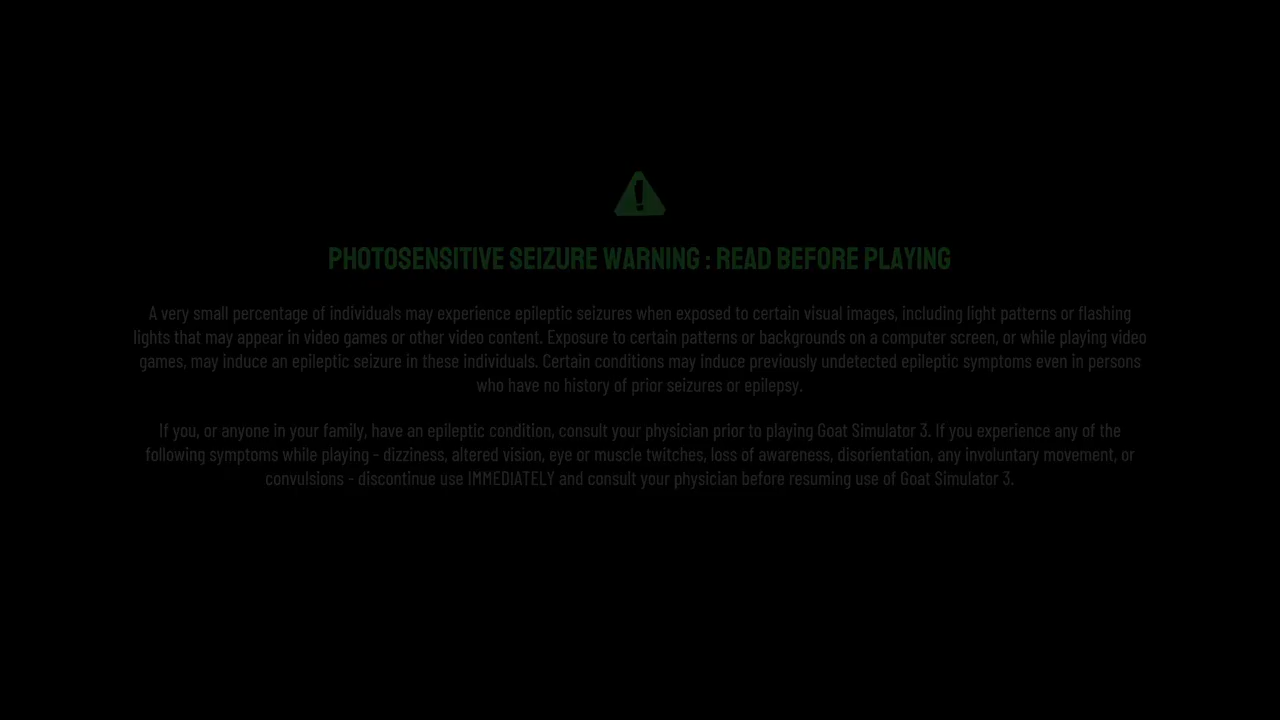 PHOTOSENSITIVE SEIZURE WARNING : READ BEFORE PLAYING
A very small percentage of individuals may experience epileptic seizures when exposed to certain visual images, including light patterns or flashing
lights that may appear in video games or other video content. Exposure to certain patterns or backgrounds on a computer screen, or while playing video
games, may induce an epileptic seizure in these individuals. Certain conditions may induce previously undetected epileptic symptoms even in persons
who have no history of prior seizures or epilepsy.
If you, or anyone in your family, have an epileptic condition, consult your physician prior to playing Goat Simulator 3. If you experience any of the
following symptoms while playing - dizziness, altered vision, eye or muscle twitches, loss of awareness, disorientation, any involuntary movement, or
convulsions - discontinue use IMMEDIATELY and consult your physician before resuming use of Goat Simulator 3.